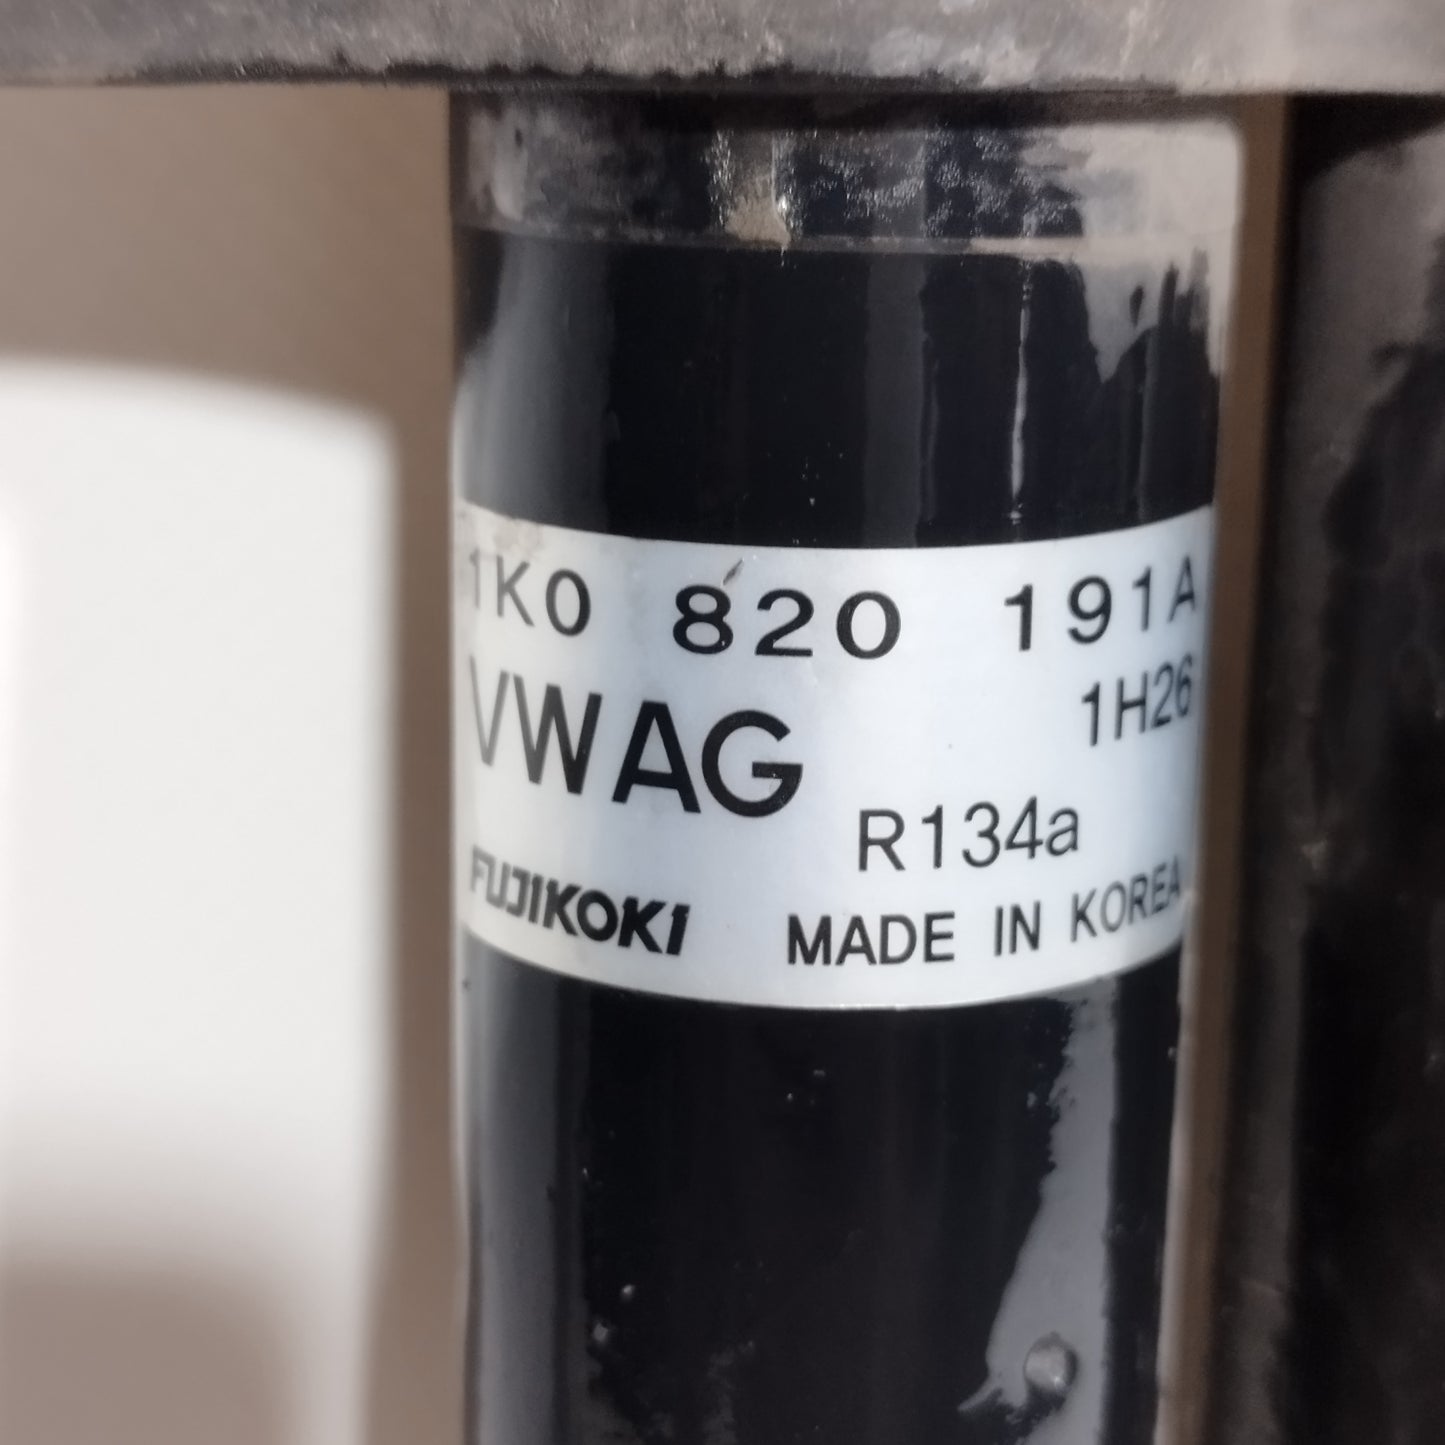 1K0 820 191A
VWAG 1H26
R134a
FUJIKOKI MADE IN KOREA